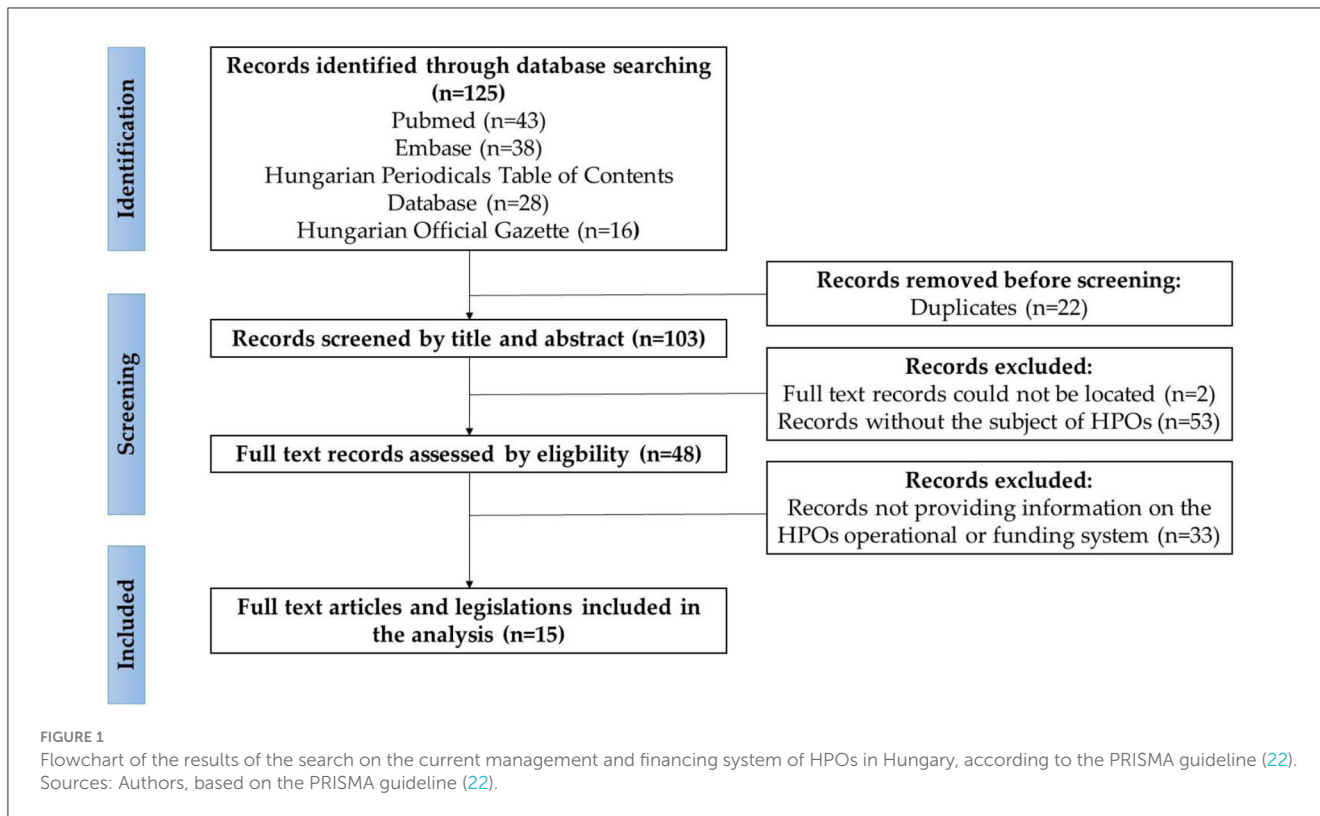 Identification
Records identified through database searching
(n=125)
Pubmed (n=43)
Embase (n=38)
Hungarian Periodicals Table of Contents
Database (n=28)
Hungarian Official Gazette (n=16)
Records removed before screening:
Duplicates (n=22)
Screening
Records screened by title and abstract (n=103)
Records excluded:
Full text records could not be located (n=2)
Records without the subject of HPOs (n=53)
Full text records assessed by eligbility (n=48)
Records excluded:
Records not providing information on the
HPOs operational or funding system (n=33)
Included
Full text articles and legislations included in
the analysis (n=15)
FIGURE 1
Flowchart of the results of the search on the current management and financing system of HPOs in Hungary, according to the PRISMA guideline (22).
Sources: Authors, based on the PRISMA guideline (22).